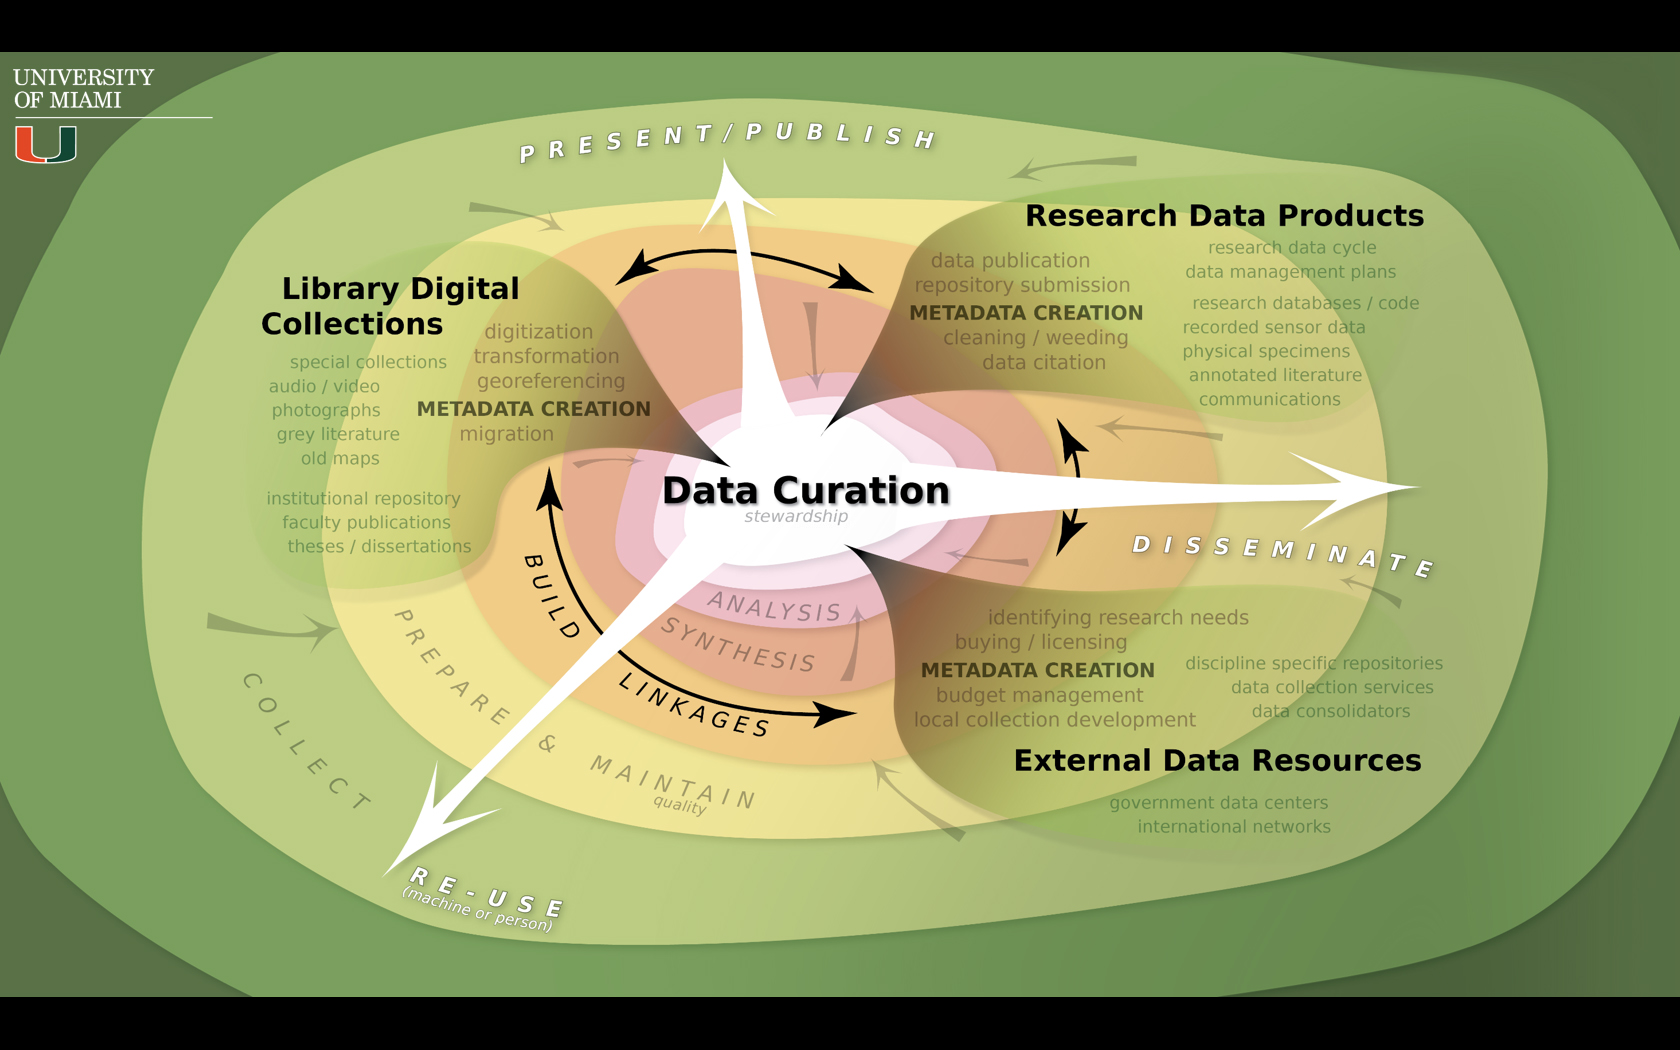 UNIVERSITY
OF MIAMI
PRESENT/PUBLISH
Library Digital
Collections
special collections
audio / video
photographs
grey literature
old maps
institutional repository
faculty publications
theses / dissertations
digitization
transformation
georeferencing
METADATA CREATION
migration
Research Data Products
data publication
repository submission
METADATA CREATION
cleaning / weeding
data citation
research data cycle
data management plans
research databases / code
recorded sensor data
physical specimens
annotated literature
communications
Data Curation
stewardship
DISSEMINATE
ANALYSIS
SYNTHESIS
BUILD
LINKAGES
PREPARE & MAINTAIN
quality
COLLECT
RE-USE
(machine or person)
identifying research needs
buying / licensing
METADATA CREATION
budget management
local collection development
discipline specific repositories
data collection services
data consolidators
External Data Resources
government data centers
international networks